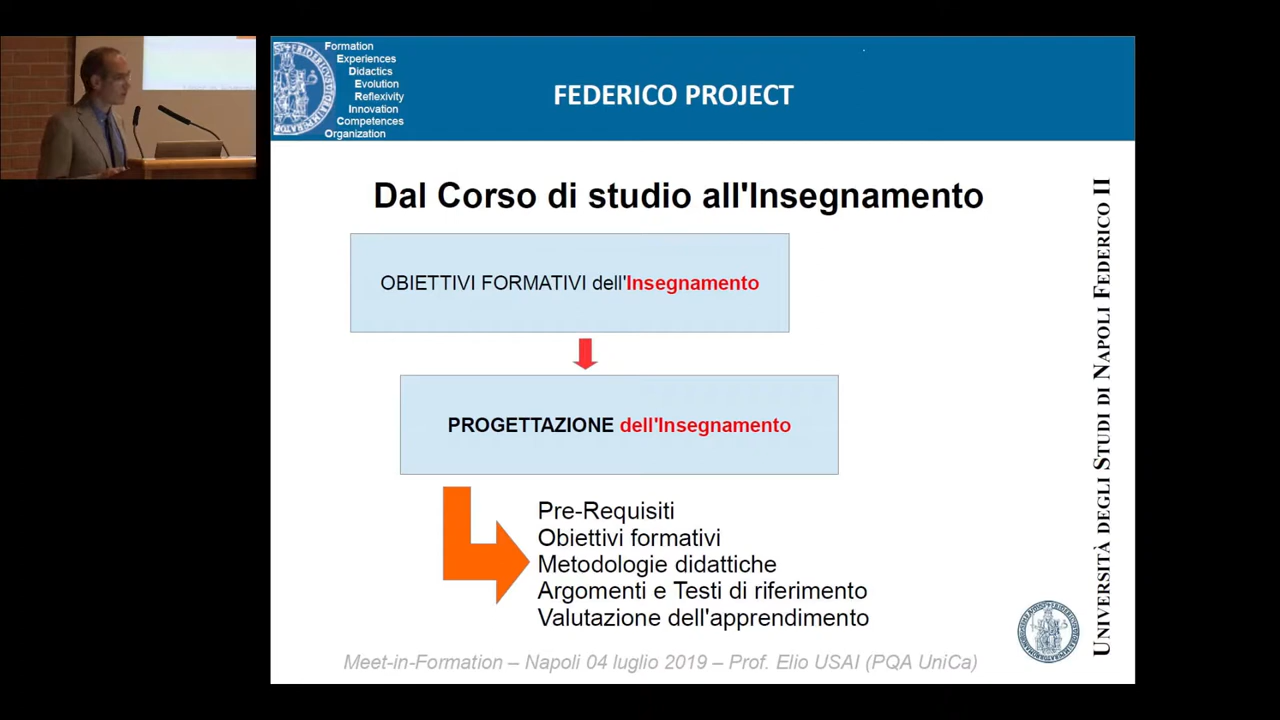 Formation
Experiences
Didactics
Evolution
Reflexivity
Innovation
Competences
Organization
FEDERICO PROJECT
Dal Corso di studio all'Insegnamento
OBIETTIVI FORMATIVI dell'Insegnamento
PROGETTAZIONE dell'Insegnamento
Pre-Requisiti
Obiettivi formativi
Metodologie didattiche
Argomenti e Testi di riferimento
Valutazione dell'apprendimento
Meet-in-Formation – Napoli 04 luglio 2019 – Prof. Elio USAI (PQA UniCa)
UNIVERSITÀ DEGLI STUDI DI NAPOLI FEDERICO II